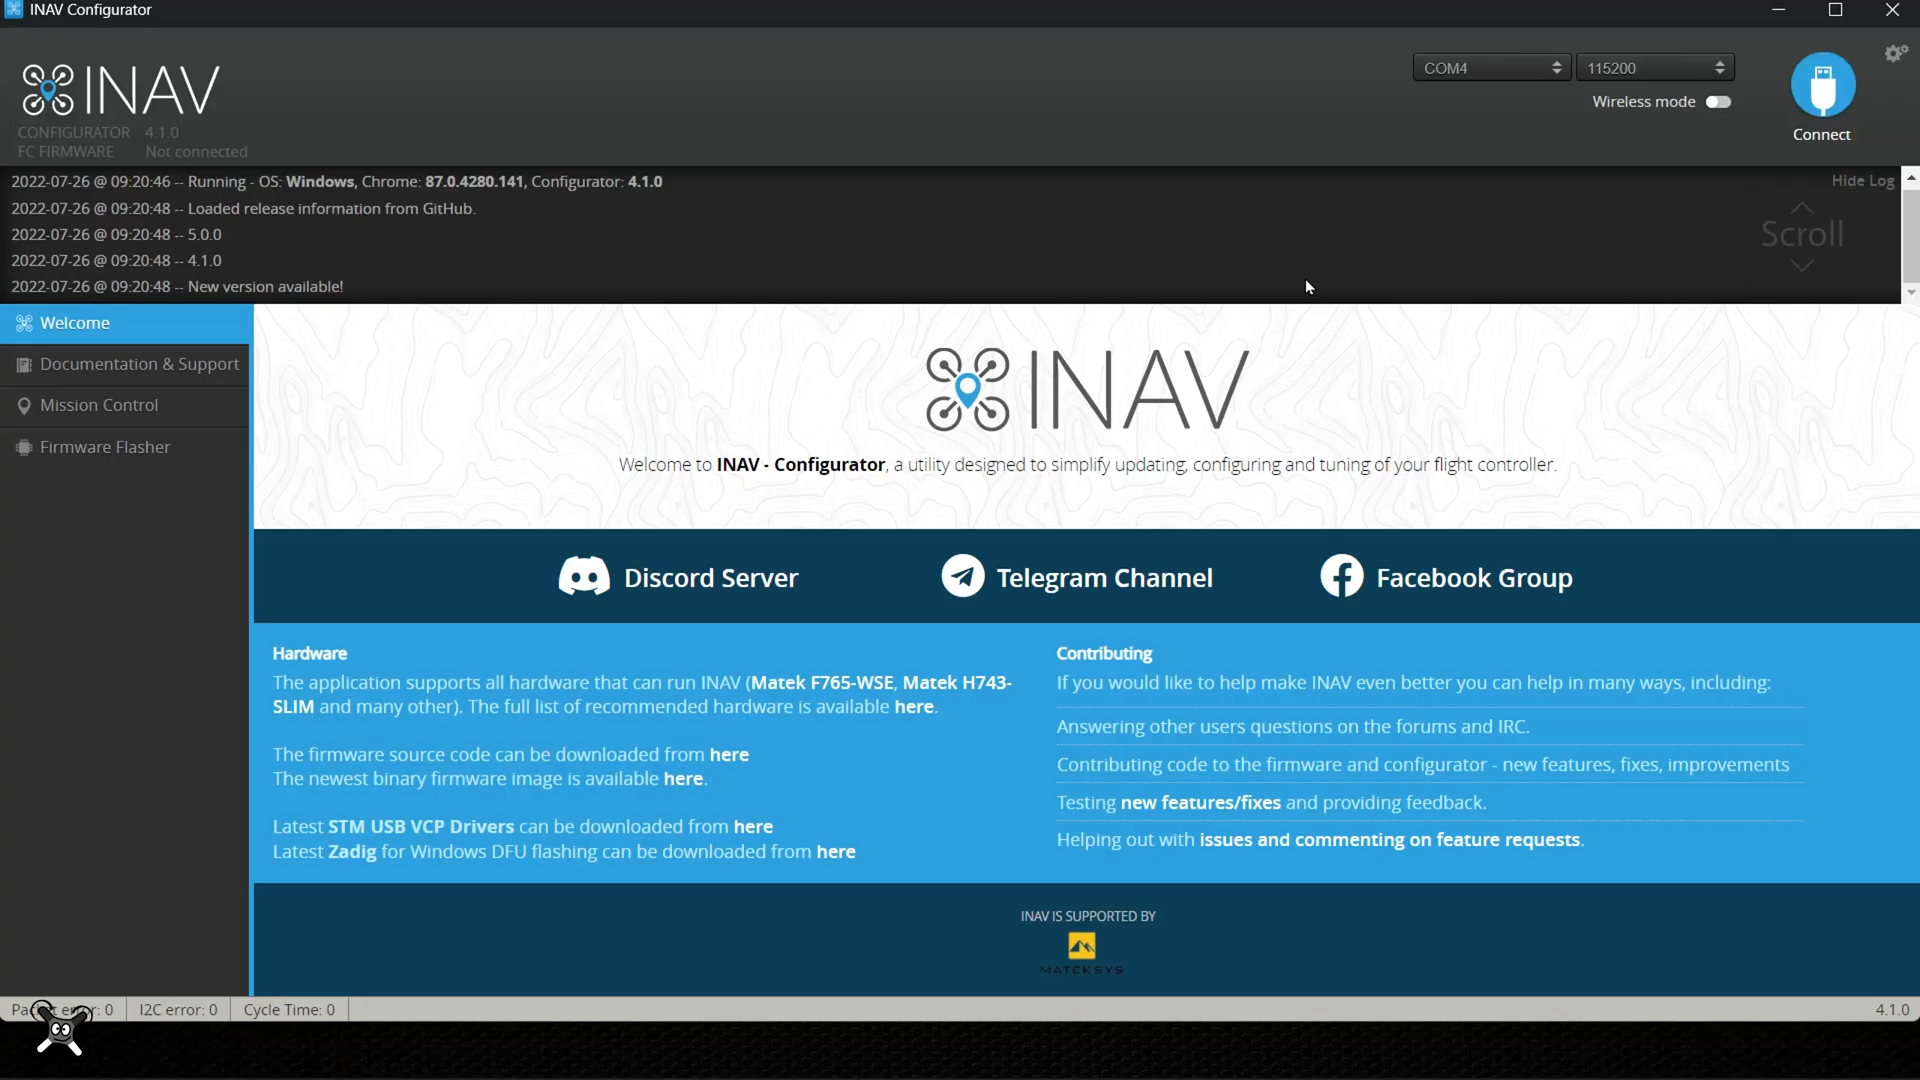 INAV Configurator
INAV
CONFIGURATOR 4.1.0
FC FIRMWARE Not connected
COM4
115200
Wireless mode
Connect
2022-07-26 @ 09:20:46 -- Running - OS: Windows, Chrome: 87.0.4280.141, Configurator: 4.1.0
2022-07-26 @ 09:20:48 -- Loaded release information from GitHub.
2022-07-26 @ 09:20:48 -- 5.0.0
2022-07-26 @ 09:20:48 -- 4.1.0
2022-07-26 @ 09:20:48 -- New version available!
Hide Log
Scroll
Welcome
Documentation & Support
Mission Control
Firmware Flasher
INAV
Welcome to INAV - Configurator, a utility designed to simplify updating, configuring and tuning of your flight controller.
Discord Server
Telegram Channel
Facebook Group
Hardware
The application supports all hardware that can run INAV (Matek F765-WSE, Matek H743-
SLIM and many other). The full list of recommended hardware is available here.
The firmware source code can be downloaded from here
The newest binary firmware image is available here.
Latest STM USB VCP Drivers can be downloaded from here
Latest Zadig for Windows DFU flashing can be downloaded from here
Contributing
If you would like to help make INAV even better you can help in many ways, including:
Answering other users questions on the forums and IRC.
Contributing code to the firmware and configurator - new features, fixes, improvements
Testing new features/fixes and providing feedback.
Helping out with issues and commenting on feature requests.
INAV IS SUPPORTED BY
MATEKSYS
Packet error: 0
I2C error: 0
Cycle Time: 0
4.1.0